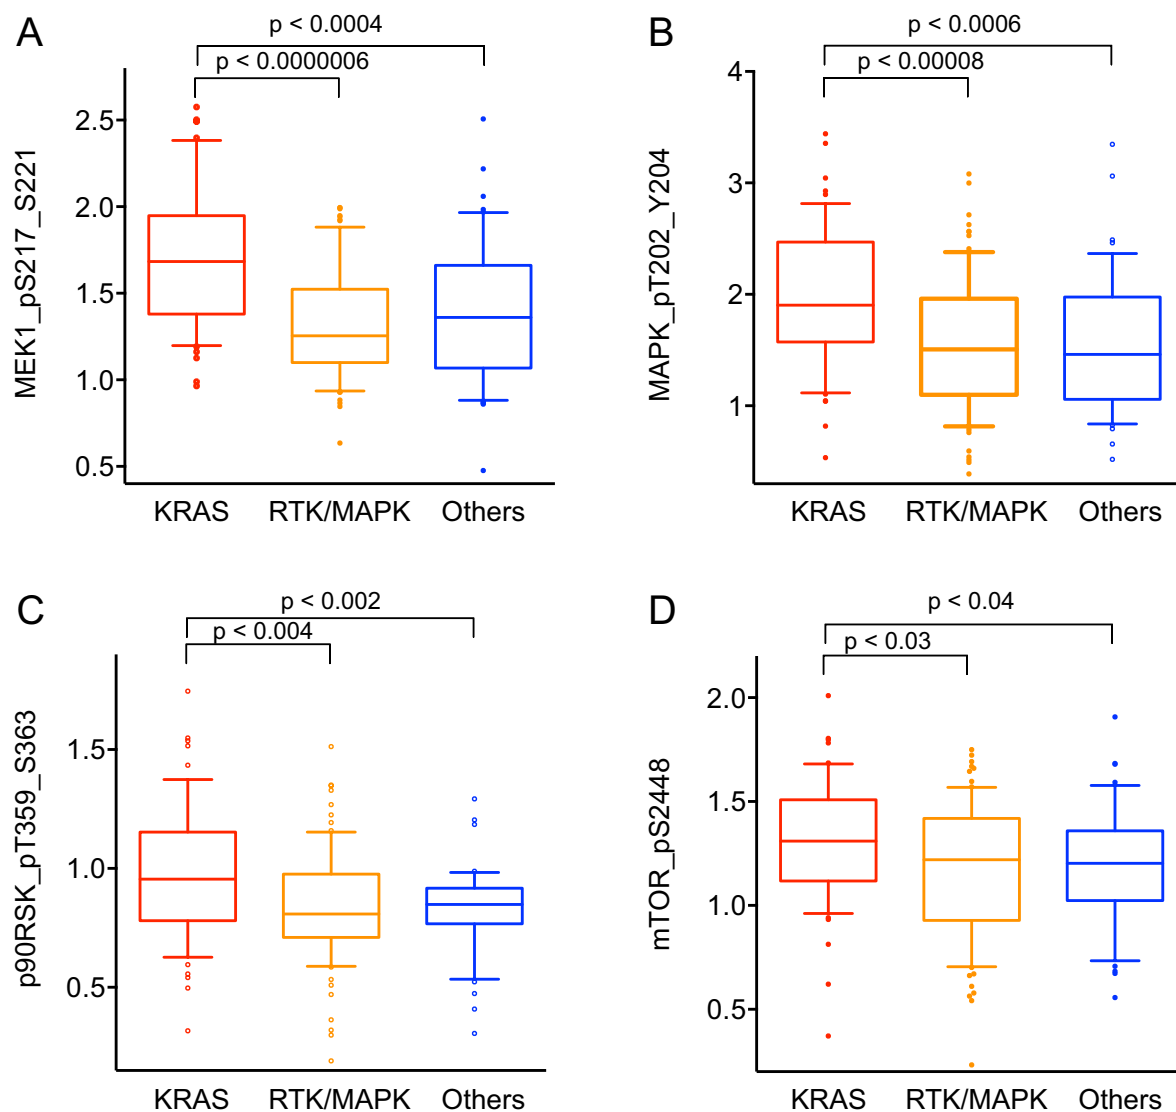 A
p < 0.0004
p < 0.0000006
MEK1_pS217_S221
2.5
2.0
1.5
1.0
0.5
KRAS RTK/MAPK Others
B
p < 0.0006
p < 0.00008
MAPK_pT202_Y204
4
3
2
1
KRAS RTK/MAPK Others
C
p < 0.002
p < 0.004
p90RSK_pT359_S363
1.5
1.0
0.5
KRAS RTK/MAPK Others
D
p < 0.04
p < 0.03
mTOR_pS2448
2.0
1.5
1.0
0.5
KRAS RTK/MAPK Others